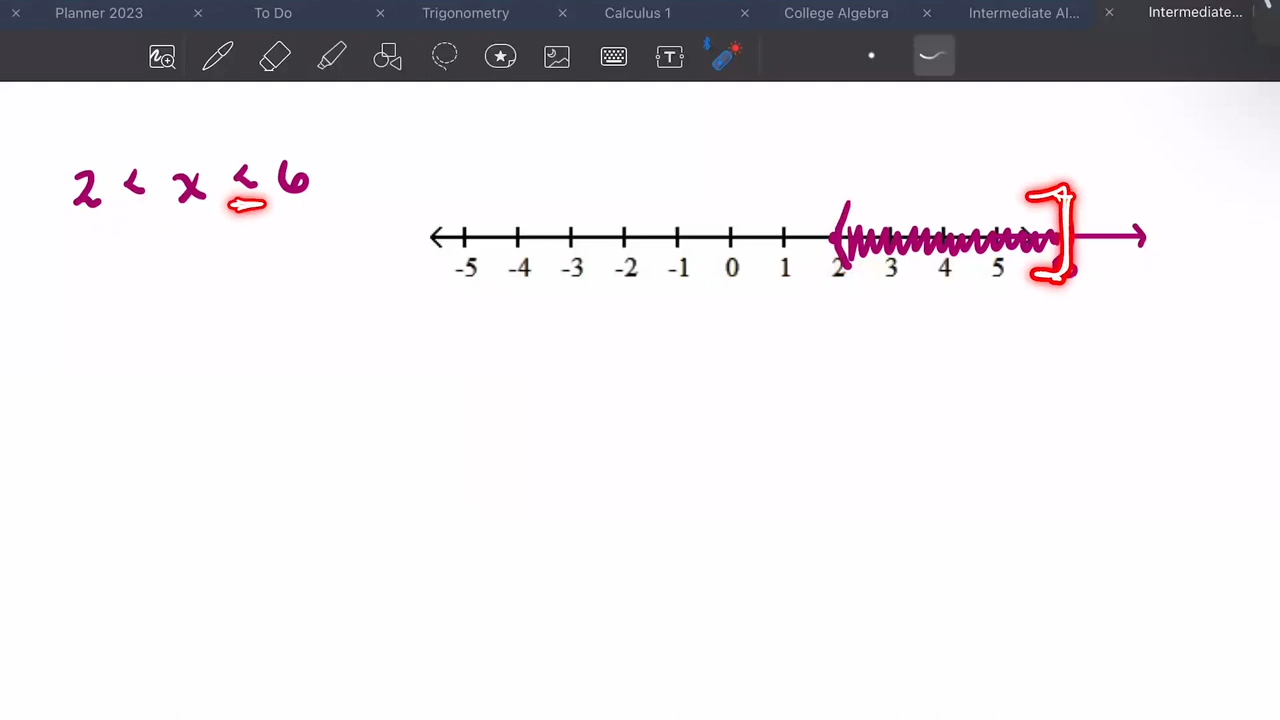 Planner 2023 To Do Trigonometry Calculus 1 College Algebra Intermediate Al... Intermediate...
2 < x ≤ 6
-5 -4 -3 -2 -1 0 1 2 3 4 5 6